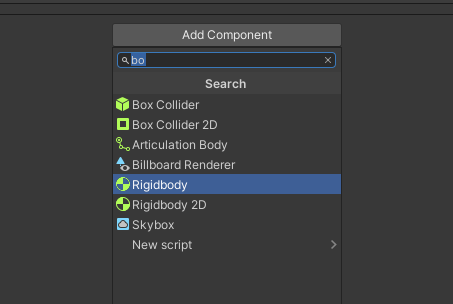 Add Component
bo
Search
Box Collider
Box Collider 2D
Articulation Body
Billboard Renderer
Rigidbody
Rigidbody 2D
Skybox
New script